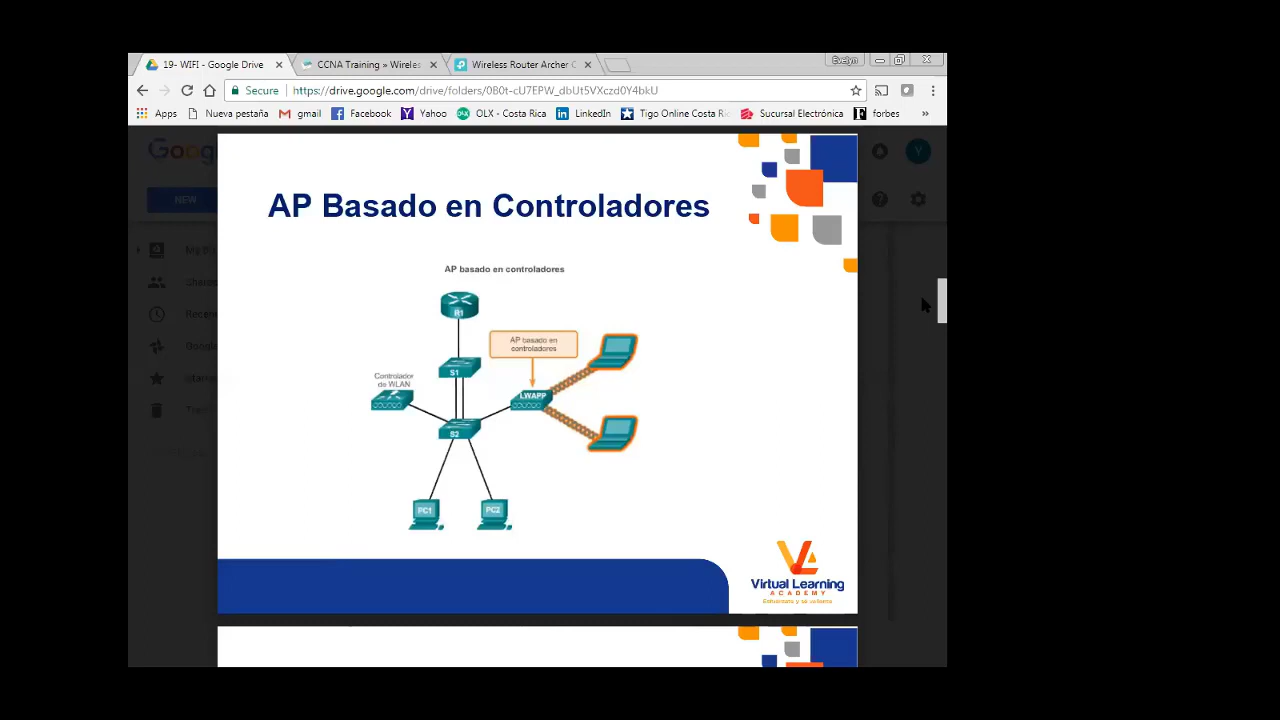 19- WIFI - Google Drive
CCNA Training » Wireles
Wireless Router Archer C
Evelyn
Secure
https://drive.google.com/drive/folders/0B0t-cU7EPW_dbUt5VXczd0Y4bkU
Apps
Nueva pestaña
gmail
Facebook
Yahoo
OLX - Costa Rica
LinkedIn
Tigo Online Costa Ric
Sucursal Electrónica
forbes
»
Goo
Y
NEW
AP Basado en Controladores
AP basado en controladores
R1
AP basado en
controladores
S1
Controlador
de WLAN
LWAPP
S2
PC1
PC2
Virtual Learning
ACADEMY